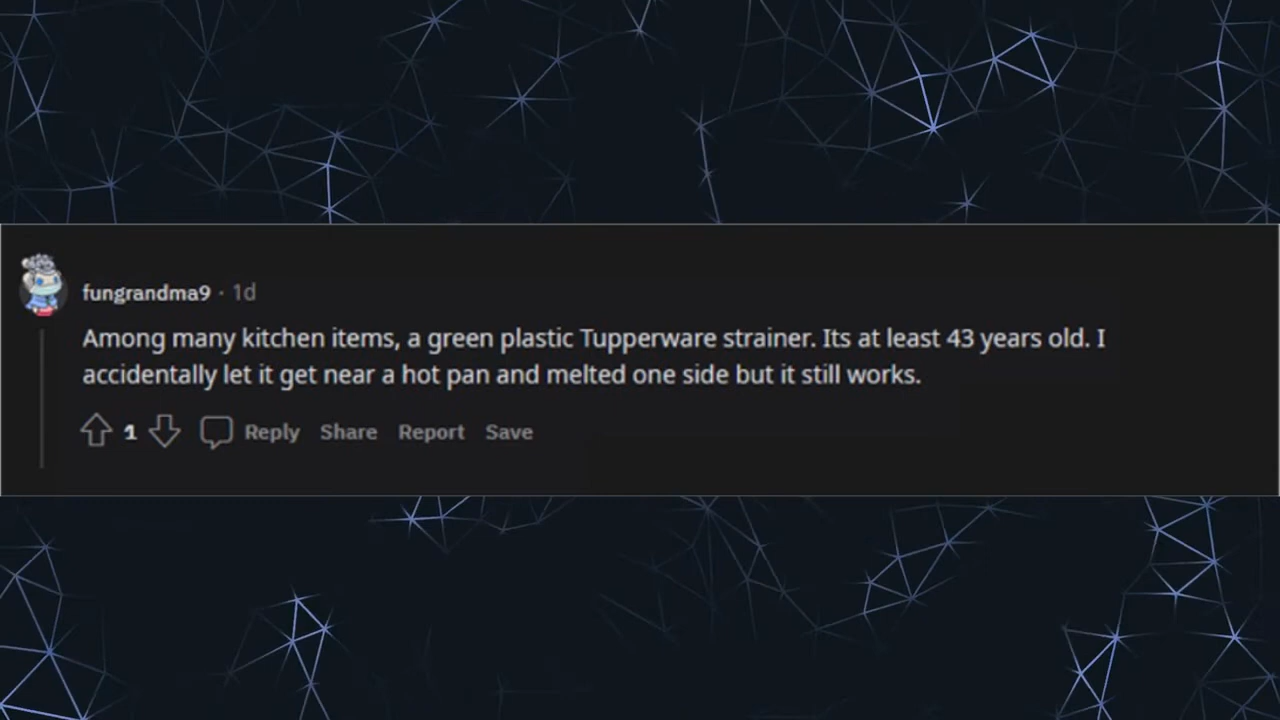 fungrandma9 · 1d
Among many kitchen items, a green plastic Tupperware strainer. Its at least 43 years old. I
accidentally let it get near a hot pan and melted one side but it still works.
1 Reply Share Report Save